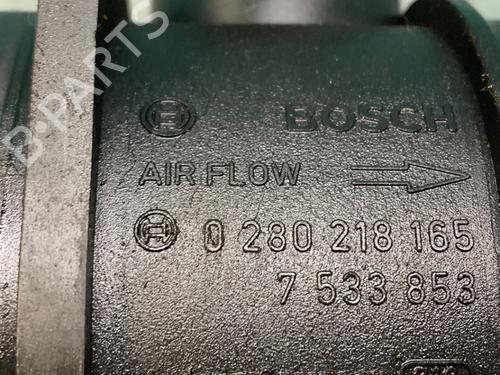 BOSCH
AIR FLOW
0 280 218 165
7 533 853
B-PARTS